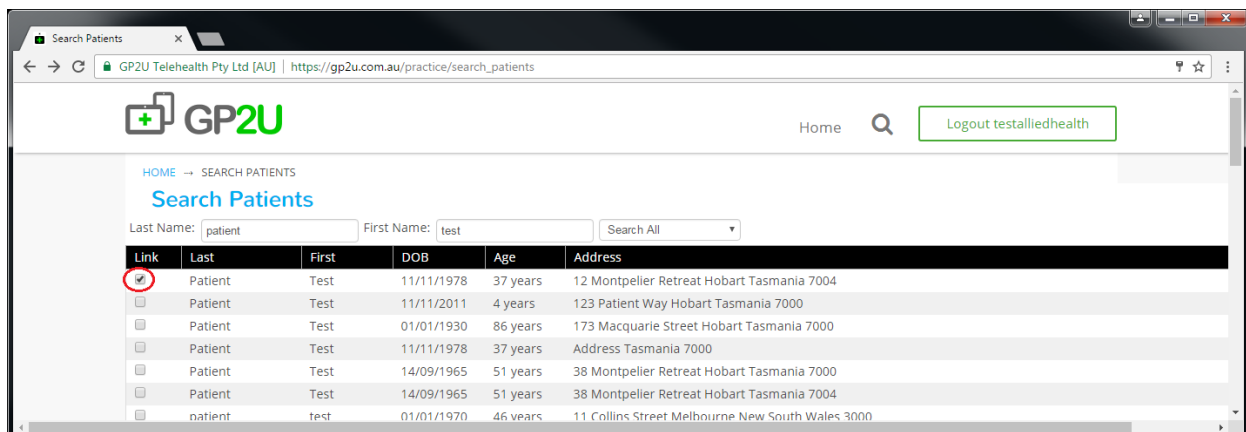 Search Patients
GP2U Telehealth Pty Ltd [AU] | https://gp2u.com.au/practice/search_patients
GP2U
Home
Logout testalliedhealth
HOME → SEARCH PATIENTS
Search Patients
Last Name: patient First Name: test Search All
Link Last First DOB Age Address
Patient Test 11/11/1978 37 years 12 Montpelier Retreat Hobart Tasmania 7004
Patient Test 11/11/2011 4 years 123 Patient Way Hobart Tasmania 7000
Patient Test 01/01/1930 86 years 173 Macquarie Street Hobart Tasmania 7000
Patient Test 11/11/1978 37 years Address Tasmania 7000
Patient Test 14/09/1965 51 years 38 Montpelier Retreat Hobart Tasmania 7000
Patient Test 14/09/1965 51 years 38 Montpelier Retreat Hobart Tasmania 7004
patient test 01/01/1970 46 years 11 Collins Street Melbourne New South Wales 3000